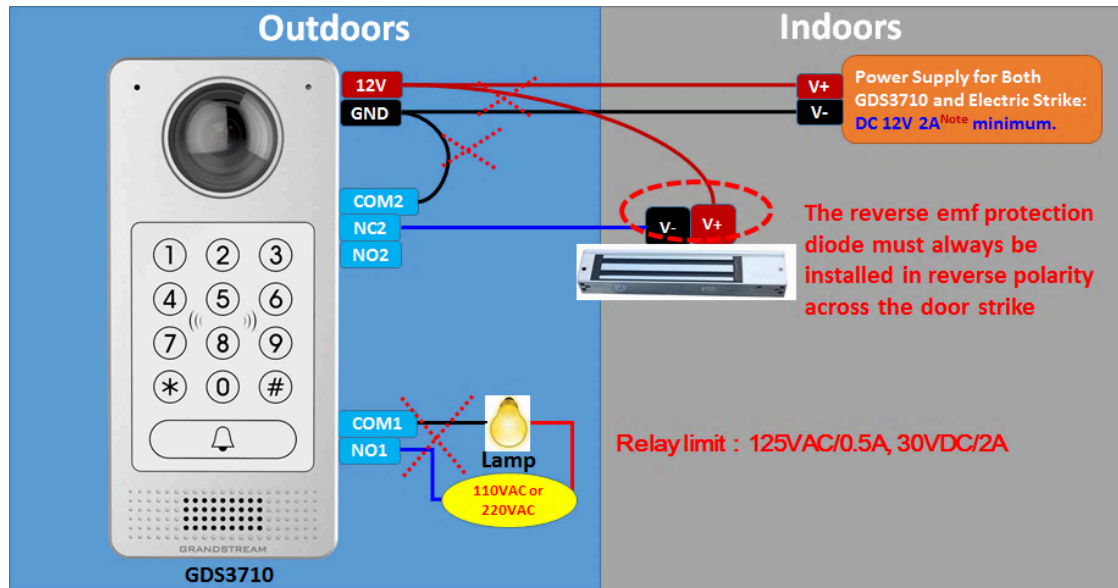 Outdoors
Indoors
12V
GND
V+
V-
Power Supply for Both
GDS3710 and Electric Strike:
DC 12V 2A Note minimum.
COM2
NC2
NO2
V-
V+
The reverse emf protection
diode must always be
installed in reverse polarity
across the door strike
1
2
3
4
5
6
7
8
9
*
0
#
COM1
NO1
Lamp
110VAC or
220VAC
Relay limit : 125VAC/0.5A, 30VDC/2A
GRANDSTREAM
GDS3710